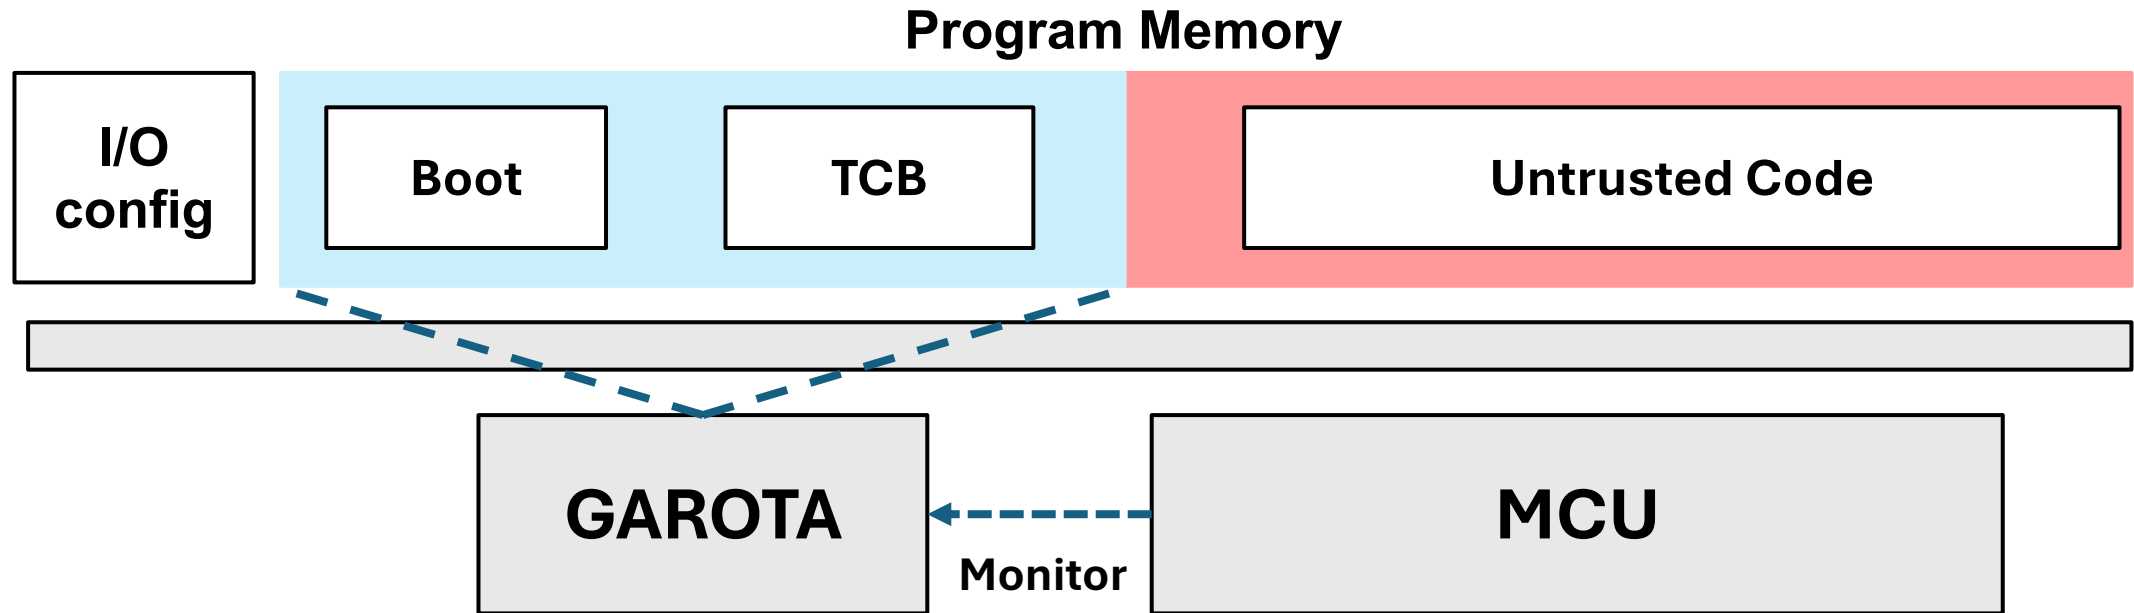 Program Memory
I/O
config
Boot
TCB
Untrusted Code
GAROTA
Monitor
MCU